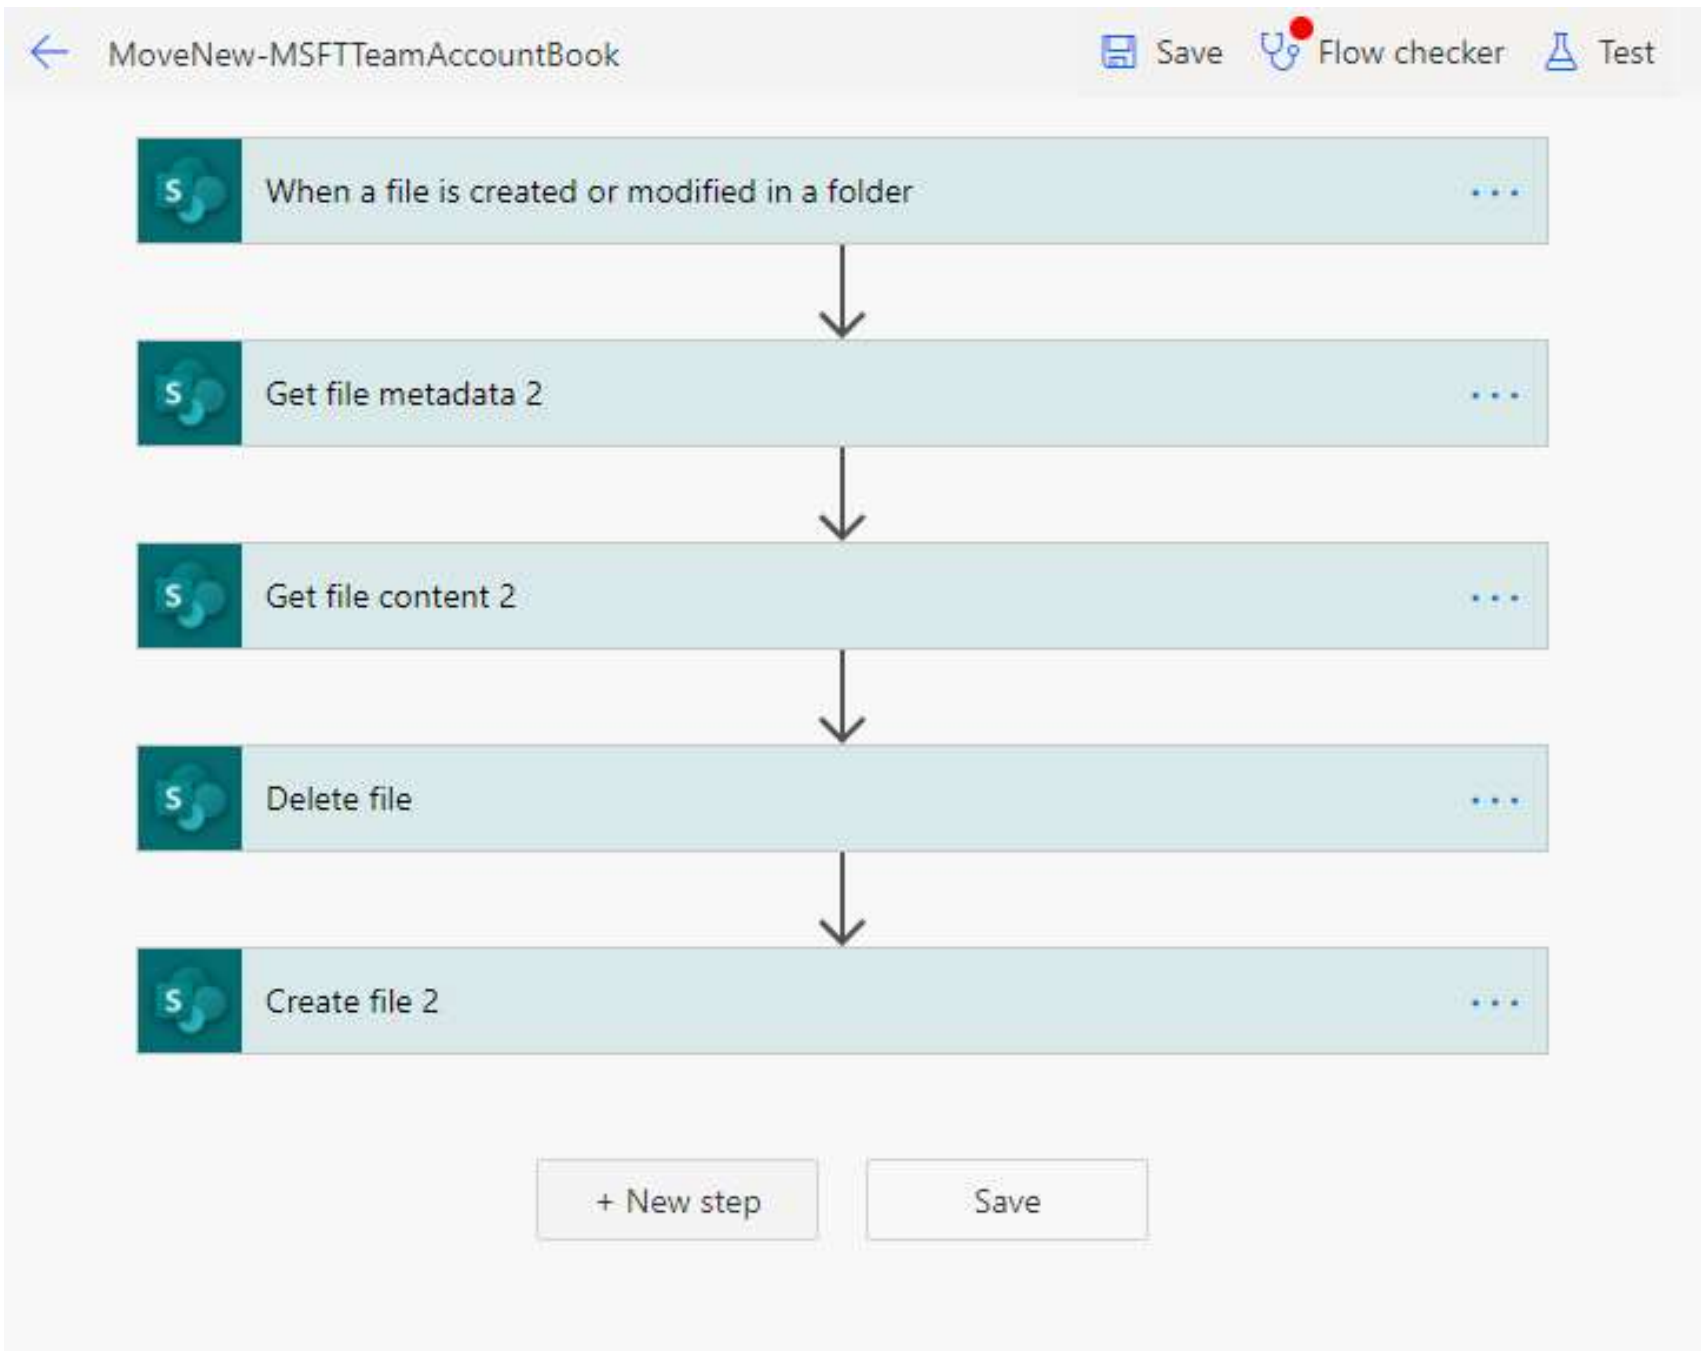 MoveNew-MSFTTeamAccountBook
Save
Flow checker
Test
S
When a file is created or modified in a folder
S
Get file metadata 2
S
Get file content 2
S
Delete file
S
Create file 2
+ New step
Save